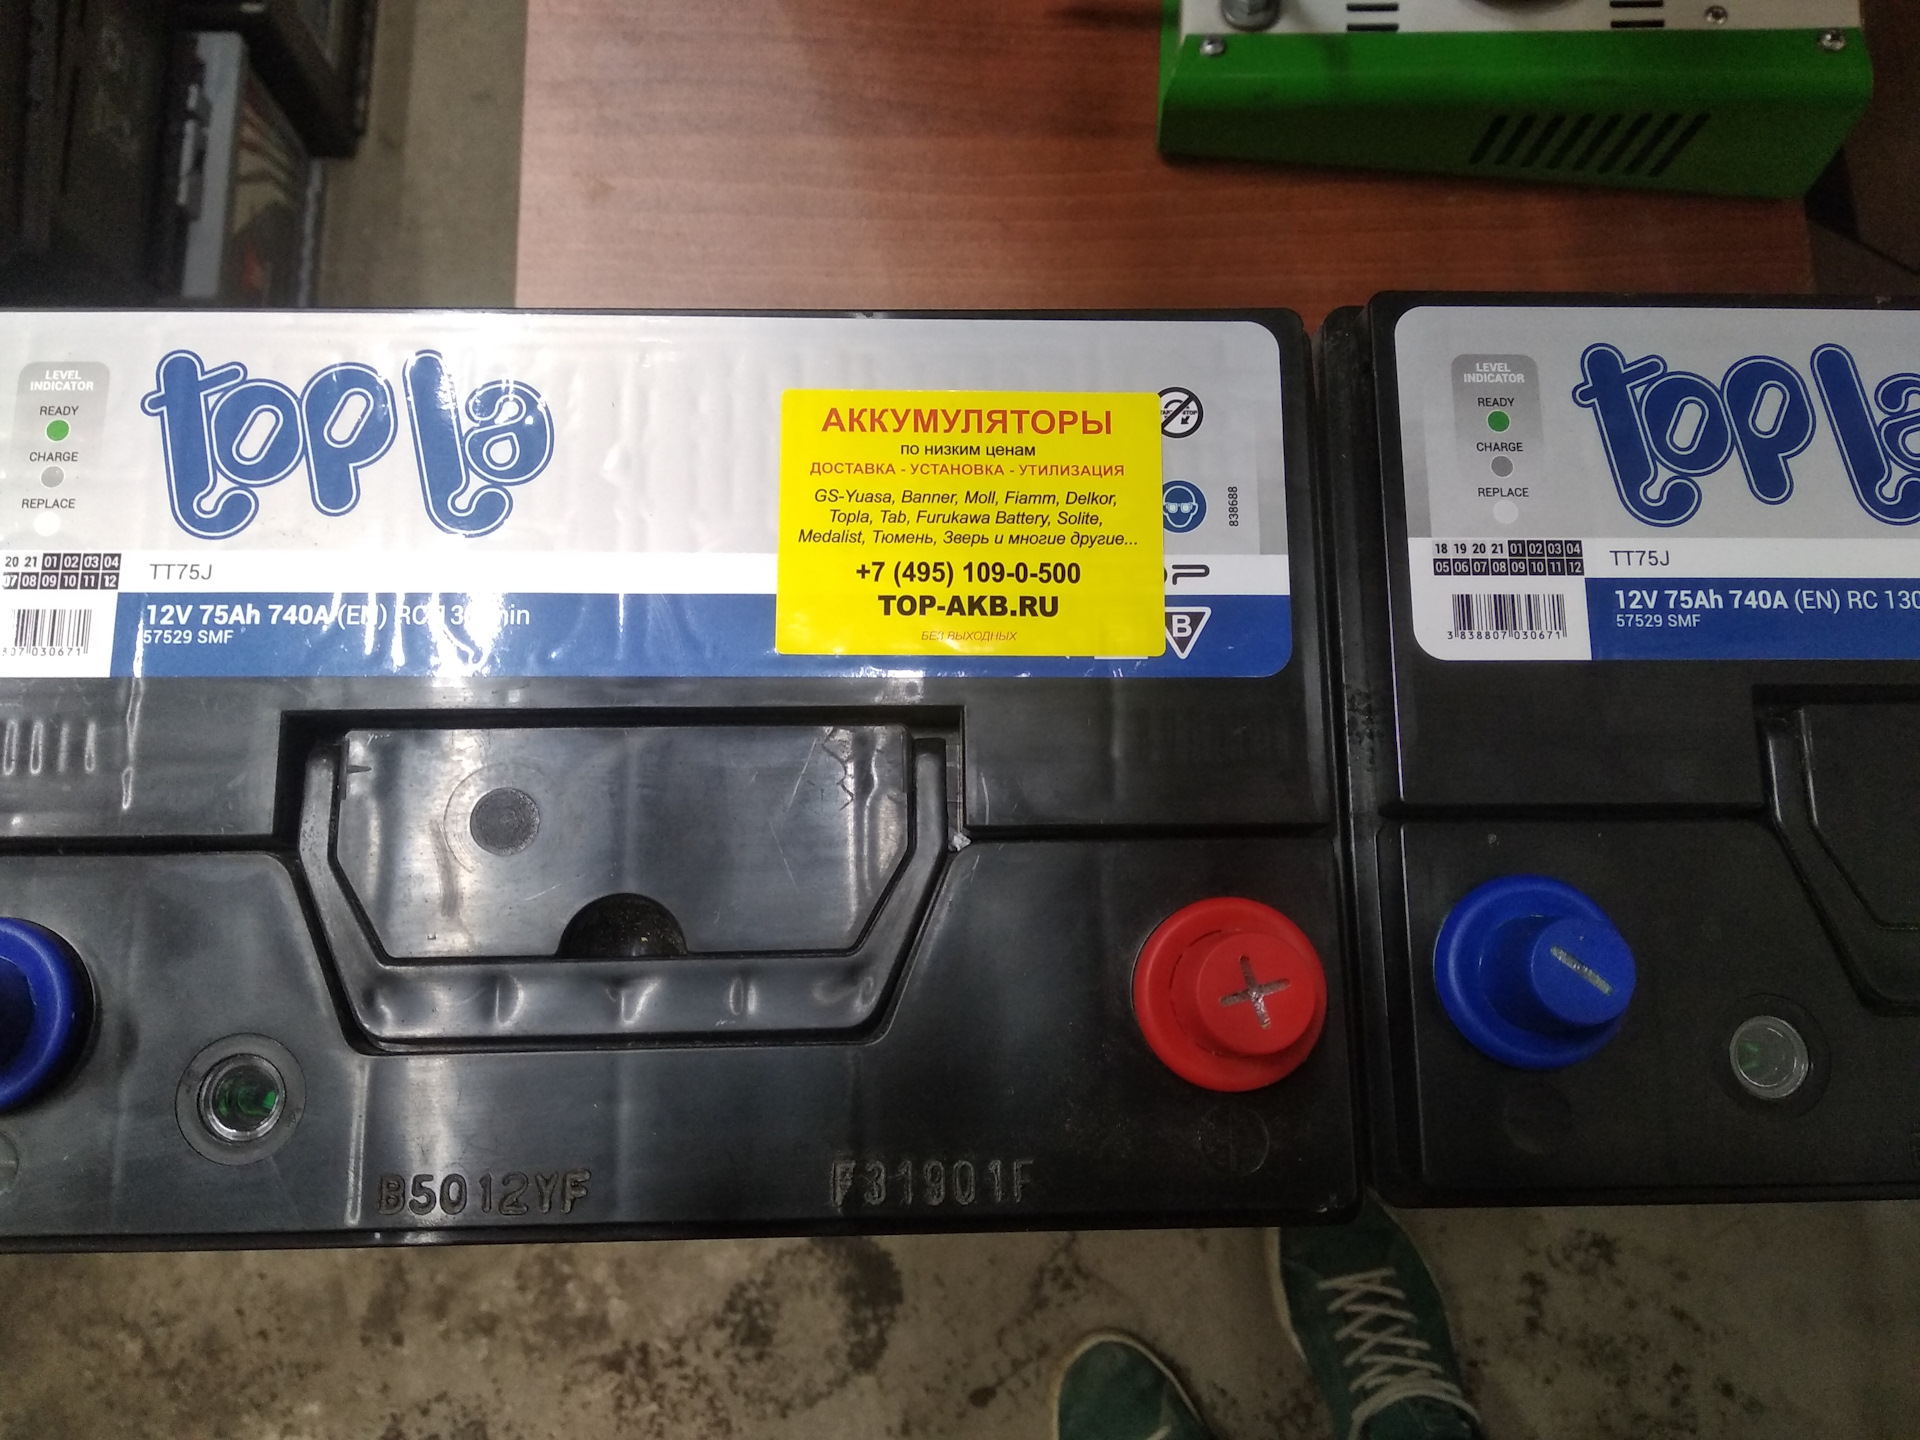 LEVEL
INDICATOR
READY
CHARGE
REPLACE
topla
АККУМУЛЯТОРЫ
по низким ценам
ДОСТАВКА - УСТАНОВКА - УТИЛИЗАЦИЯ
GS-Yuasa, Banner, Moll, Fiamm, Delkor,
Topla, Tab, Furukawa Battery, Solite,
Medalist, Тюмень, Зверь и многие другие...
+7 (495) 109-0-500
TOP-AKB.RU
БЕЗ ВЫХОДНЫХ
838688
20 21 01 02 03 04
07 08 09 10 11 12
TT75J
12V 75Ah 740A (EN) RC 130 min
57529 SMF
807 030671
B
B5012YF
F31901F
LEVEL
INDICATOR
READY
CHARGE
REPLACE
topla
18 19 20 21 01 02 03 04
05 06 07 08 09 10 11 12
TT75J
12V 75Ah 740A (EN) RC 130
57529 SMF
3 838807 030671